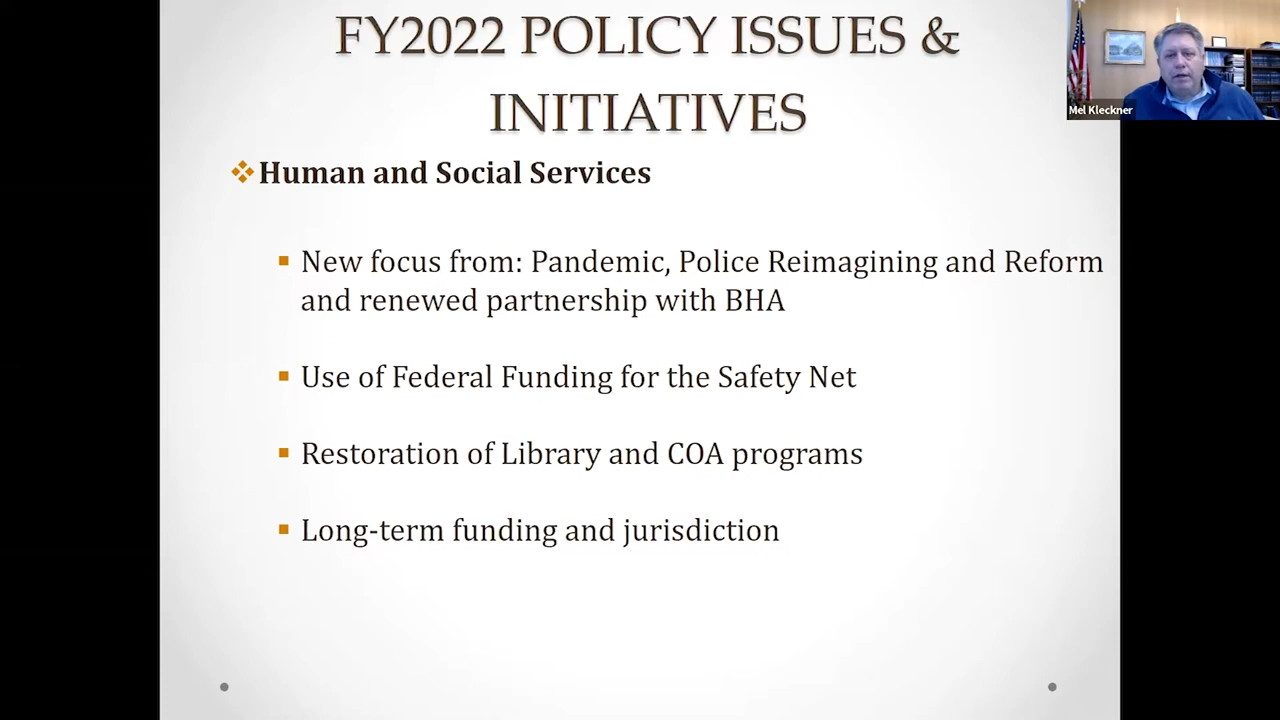 FY2022 POLICY ISSUES &
INITIATIVES
Mel Kleckner
Human and Social Services
New focus from: Pandemic, Police Reimagining and Reform
and renewed partnership with BHA
Use of Federal Funding for the Safety Net
Restoration of Library and COA programs
Long-term funding and jurisdiction